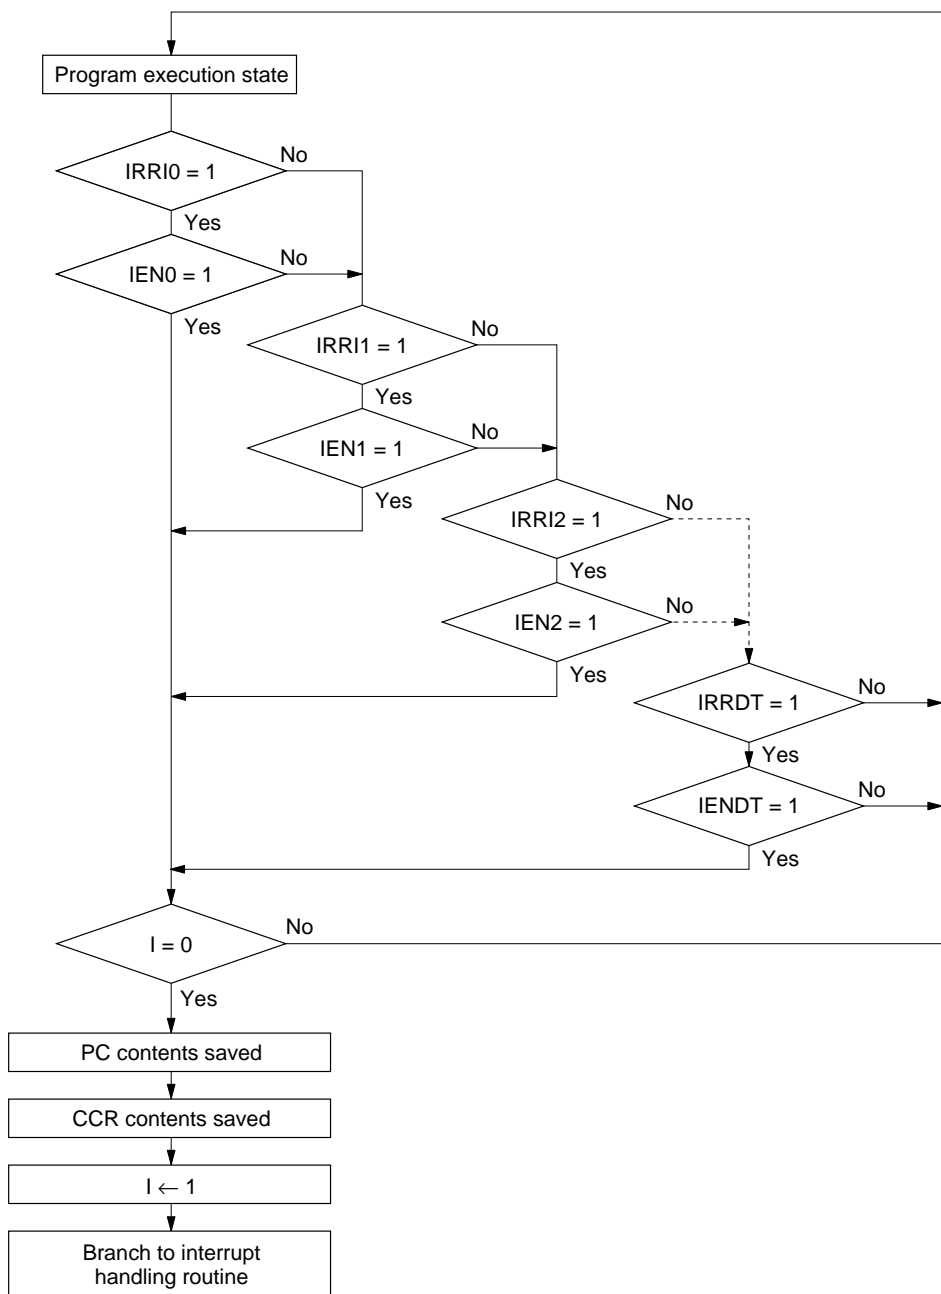 Program execution state
IRRI0 = 1
No
Yes
IEN0 = 1
No
Yes
IRRI1 = 1
No
Yes
IEN1 = 1
No
Yes
IRRI2 = 1
No
Yes
IEN2 = 1
No
Yes
IRRDT = 1
No
Yes
IENDT = 1
No
Yes
I = 0
No
Yes
PC contents saved
CCR contents saved
I ← 1
Branch to interrupt
handling routine